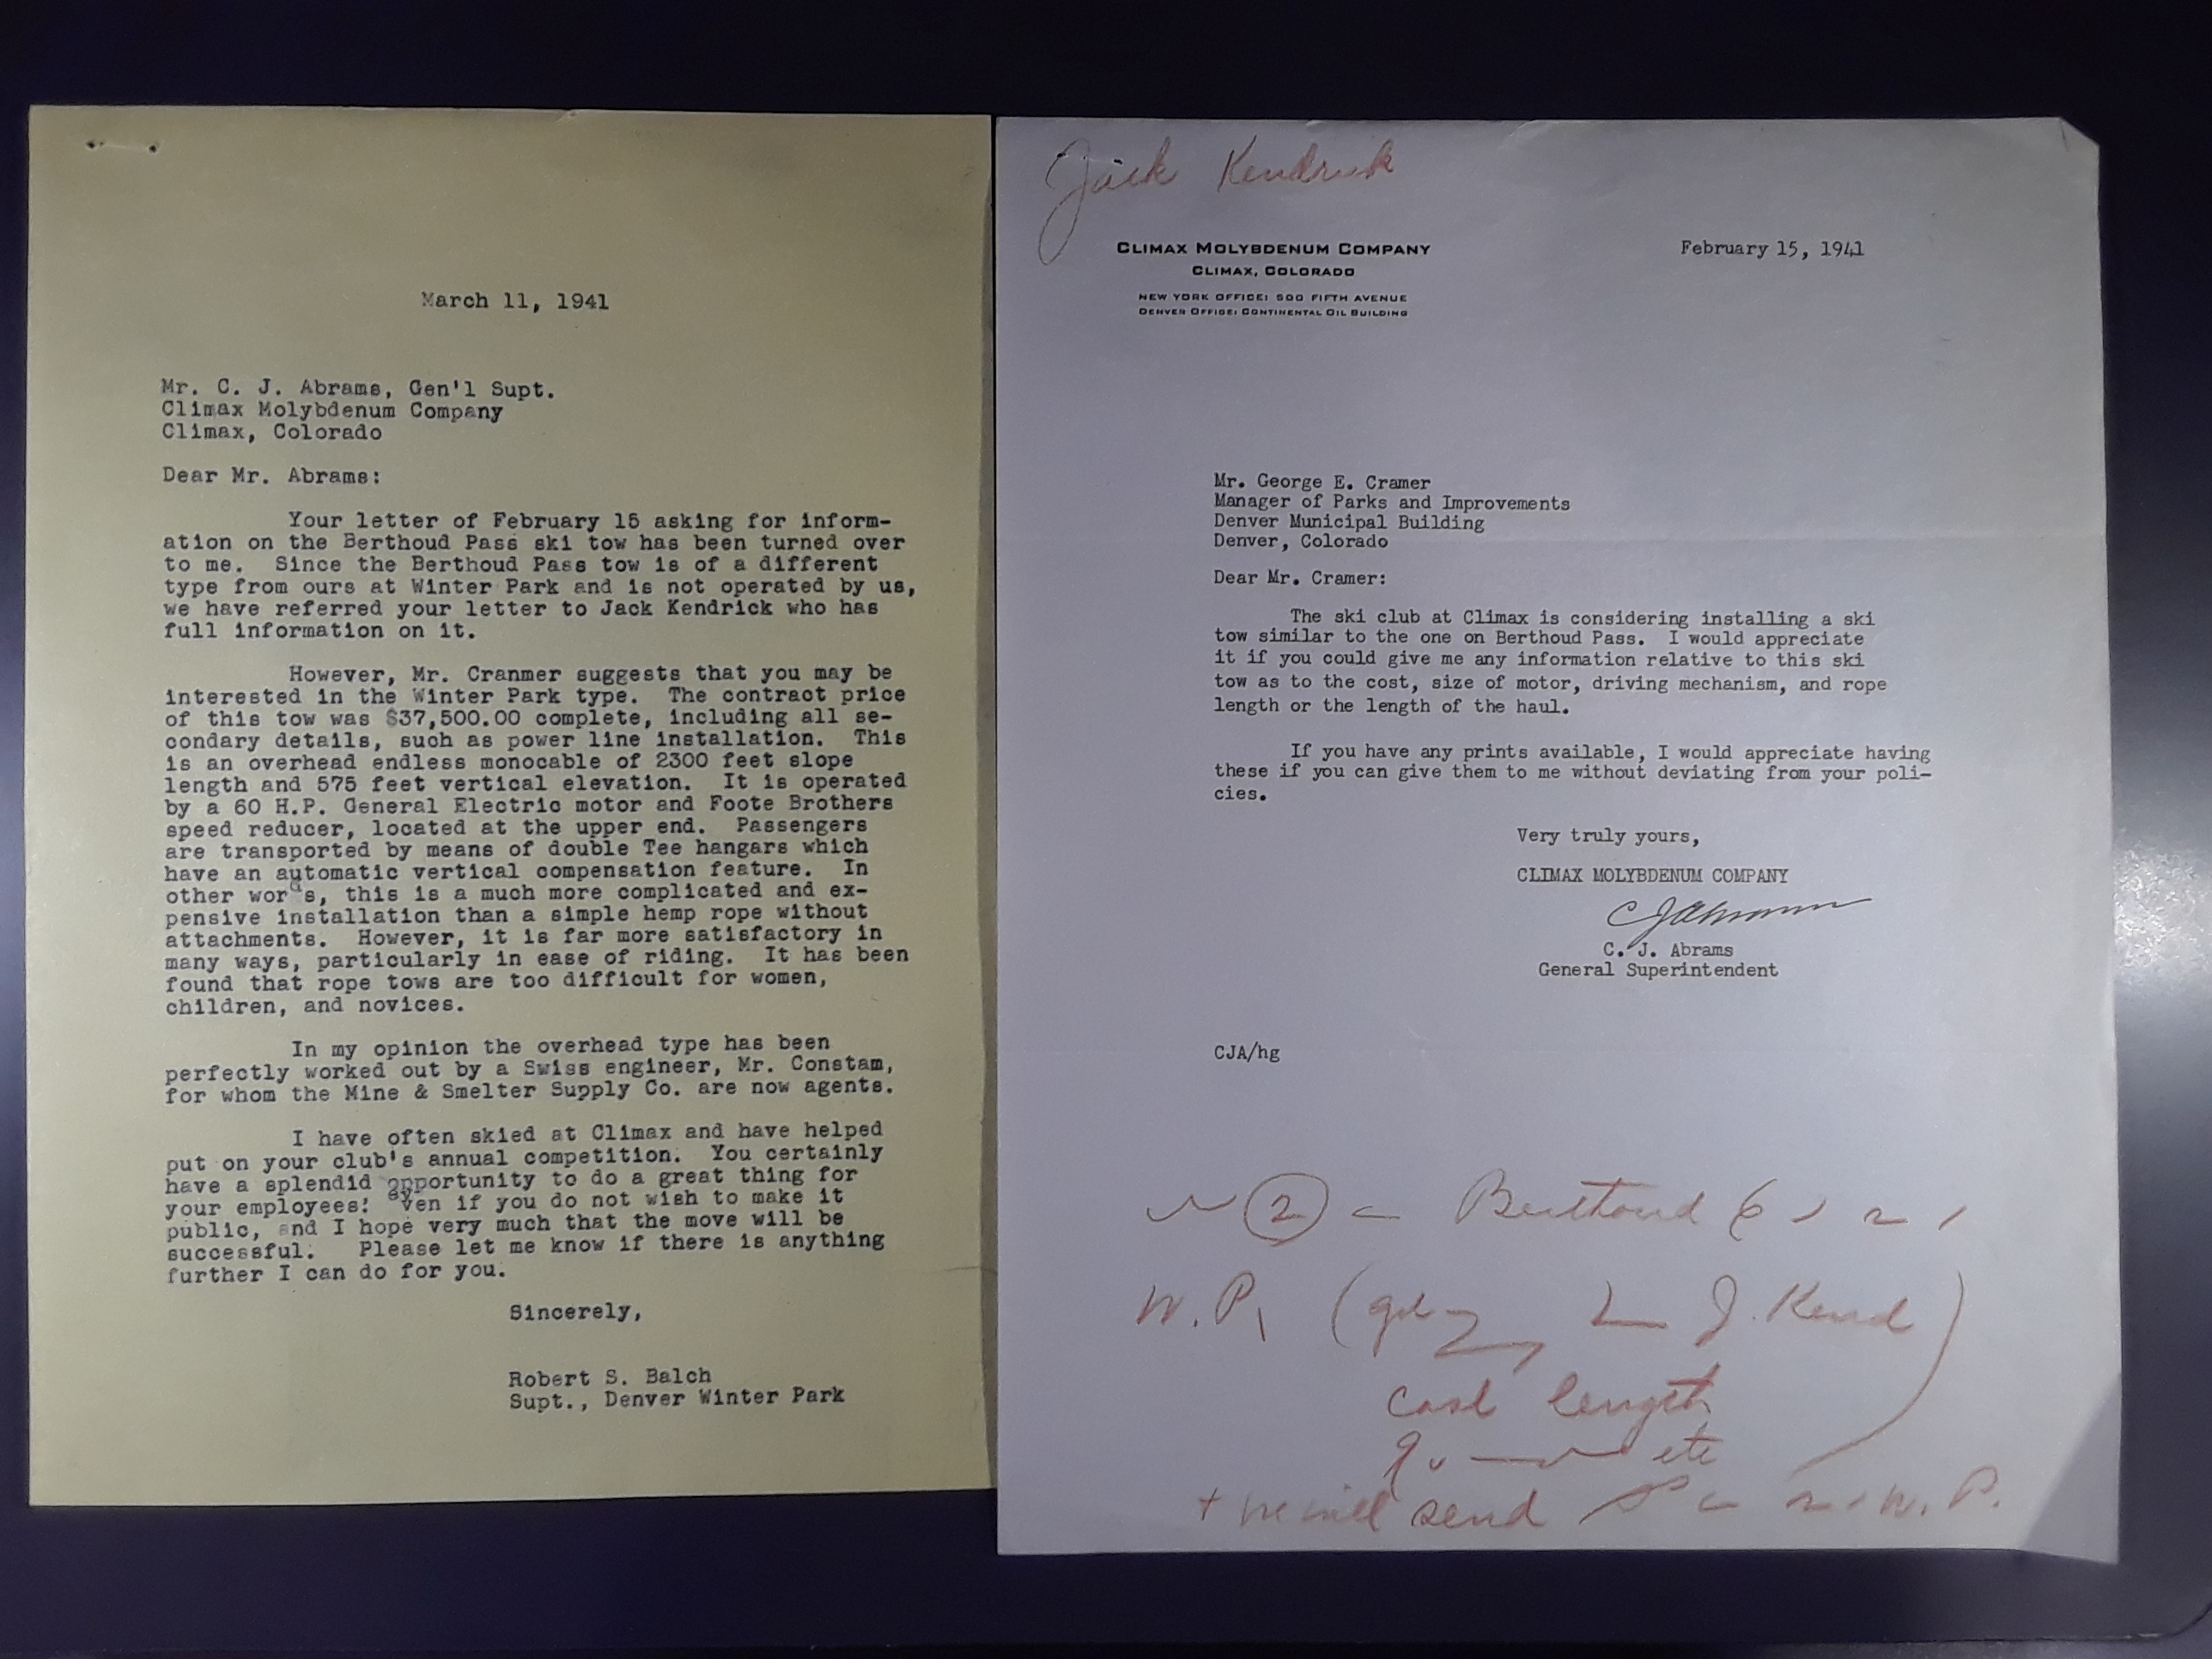 March 11, 1941
Mr. C. J. Abrams, Gen'l Supt.
Climax Molybdenum Company
Climax, Colorado
Dear Mr. Abrams:
Your letter of February 15 asking for inform-
ation on the Berthoud Pass ski tow has been turned over
to me. Since the Berthoud Pass tow is of a different
type from ours at Winter Park and is not operated by us,
we have referred your letter to Jack Kendrick who has
full information on it.
However, Mr. Cranmer suggests that you may be
interested in the Winter Park type. The contract price
of this tow was $37,500.00 complete, including all se-
condary details, such as power line installation. This
is an overhead endless monocable of 2300 feet slope
length and 575 feet vertical elevation. It is operated
by a 60 H.P. General Electric motor and Foote Brothers
speed reducer, located at the upper end. Passengers
are transported by means of double Tee hangars which
have an automatic vertical compensation feature. In
other words, this is a much more complicated and ex-
pensive installation than a simple hemp rope without
attachments. However, it is far more satisfactory in
many ways, particularly in ease of riding. It has been
found that rope tows are too difficult for women,
children, and novices.
In my opinion the overhead type has been
perfectly worked out by a Swiss engineer, Mr. Constam,
for whom the Mine & Smelter Supply Co. are now agents.
I have often skied at Climax and have helped
put on your club's annual competition. You certainly
have a splendid opportunity to do a great thing for
your employees: even if you do not wish to make it
public, and I hope very much that the move will be
successful. Please let me know if there is anything
further I can do for you.
Sincerely,
Robert S. Balch
Supt., Denver Winter Park
Jack Kendrick
CLIMAX MOLYBDENUM COMPANY
CLIMAX, COLORADO
NEW YORK OFFICE: 500 FIFTH AVENUE
DENVER OFFICE: CONTINENTAL OIL BUILDING
February 15, 1941
Mr. George E. Cramer
Manager of Parks and Improvements
Denver Municipal Building
Denver, Colorado
Dear Mr. Cramer:
The ski club at Climax is considering installing a ski
tow similar to the one on Berthoud Pass. I would appreciate
it if you could give me any information relative to this ski
tow as to the cost, size of motor, driving mechanism, and rope
length or the length of the haul.
If you have any prints available, I would appreciate having
these if you can give them to me without deviating from your poli-
cies.
Very truly yours,
CLIMAX MOLYBDENUM COMPANY
CJAbrams
C. J. Abrams
General Superintendent
CJA/hg
2 Berthoud
W.P. ( J. Kend)
cost length
etc
+ we will send W. P.